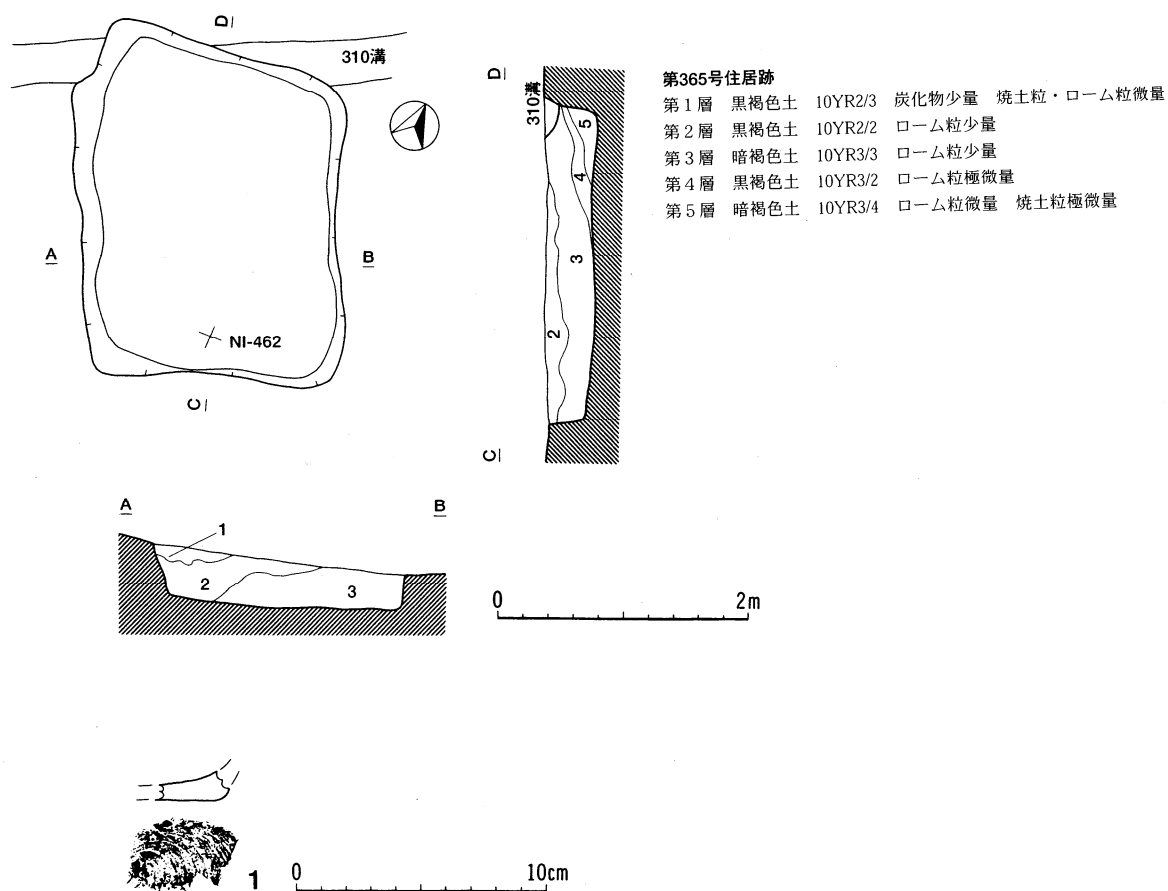 D
310溝
A
B
NI-462
C
D
310溝
5
4
3
2
C
第365号住居跡
第1層 黒褐色土 10YR2/3 炭化物少量 焼土粒・ローム粒微量
第2層 黒褐色土 10YR2/2 ローム粒少量
第3層 暗褐色土 10YR3/3 ローム粒少量
第4層 黒褐色土 10YR3/2 ローム粒極微量
第5層 暗褐色土 10YR3/4 ローム粒微量 焼土粒極微量
A
B
1
2
3
0 2m
1
0 10cm